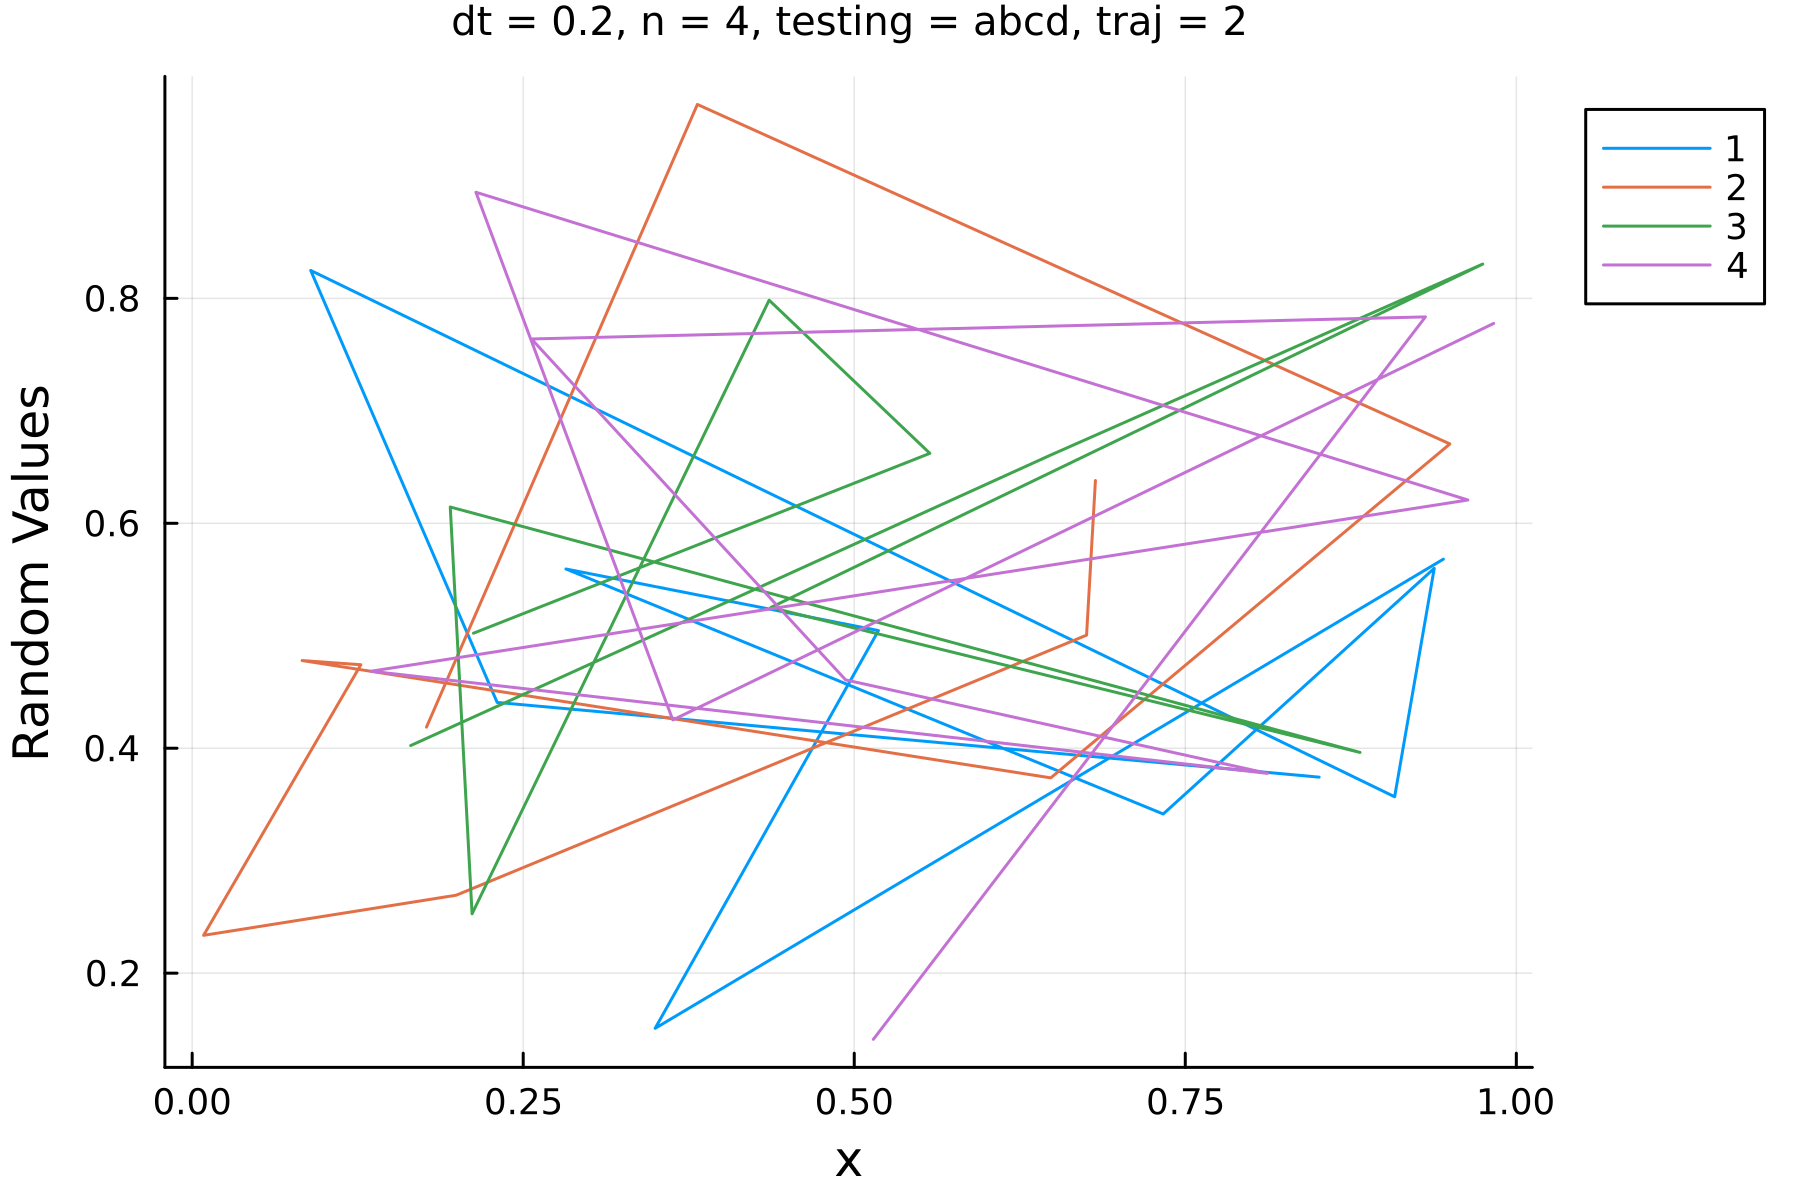 dt = 0.2, n = 4, testing = abcd, traj = 2
1
2
3
4
0.8
0.6
0.4
0.2
Random Values
0.00 0.25 0.50 0.75 1.00
x